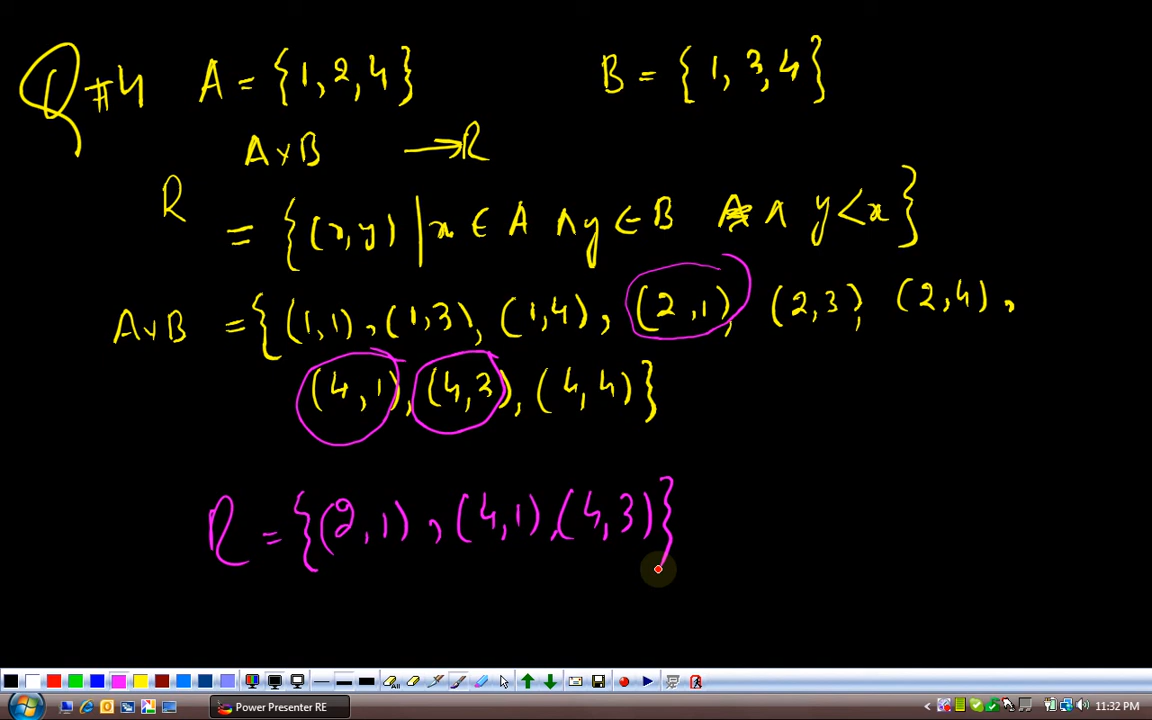 Q #4 A = {1, 2, 4} B = {1, 3, 4}
A x B → R
R
= {(x, y) | x ∈ A ∧ y ∈ B ∧ y < x}
A x B = {(1, 1), (1, 3), (1, 4), (2, 1), (2, 3), (2, 4),
(4, 1), (4, 3), (4, 4)}
R = {(2, 1), (4, 1), (4, 3)}
Power Presenter RE
11:32 PM